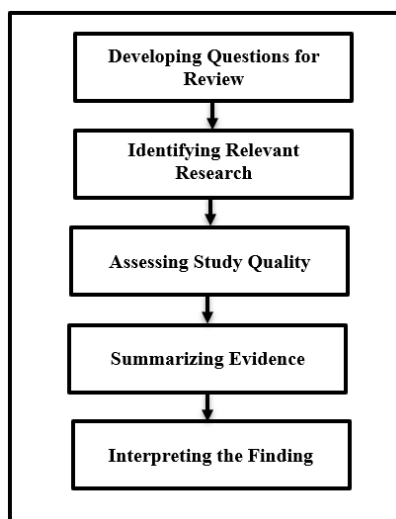 Developing Questions for
Review
Identifying Relevant
Research
Assessing Study Quality
Summarizing Evidence
Interpreting the Finding